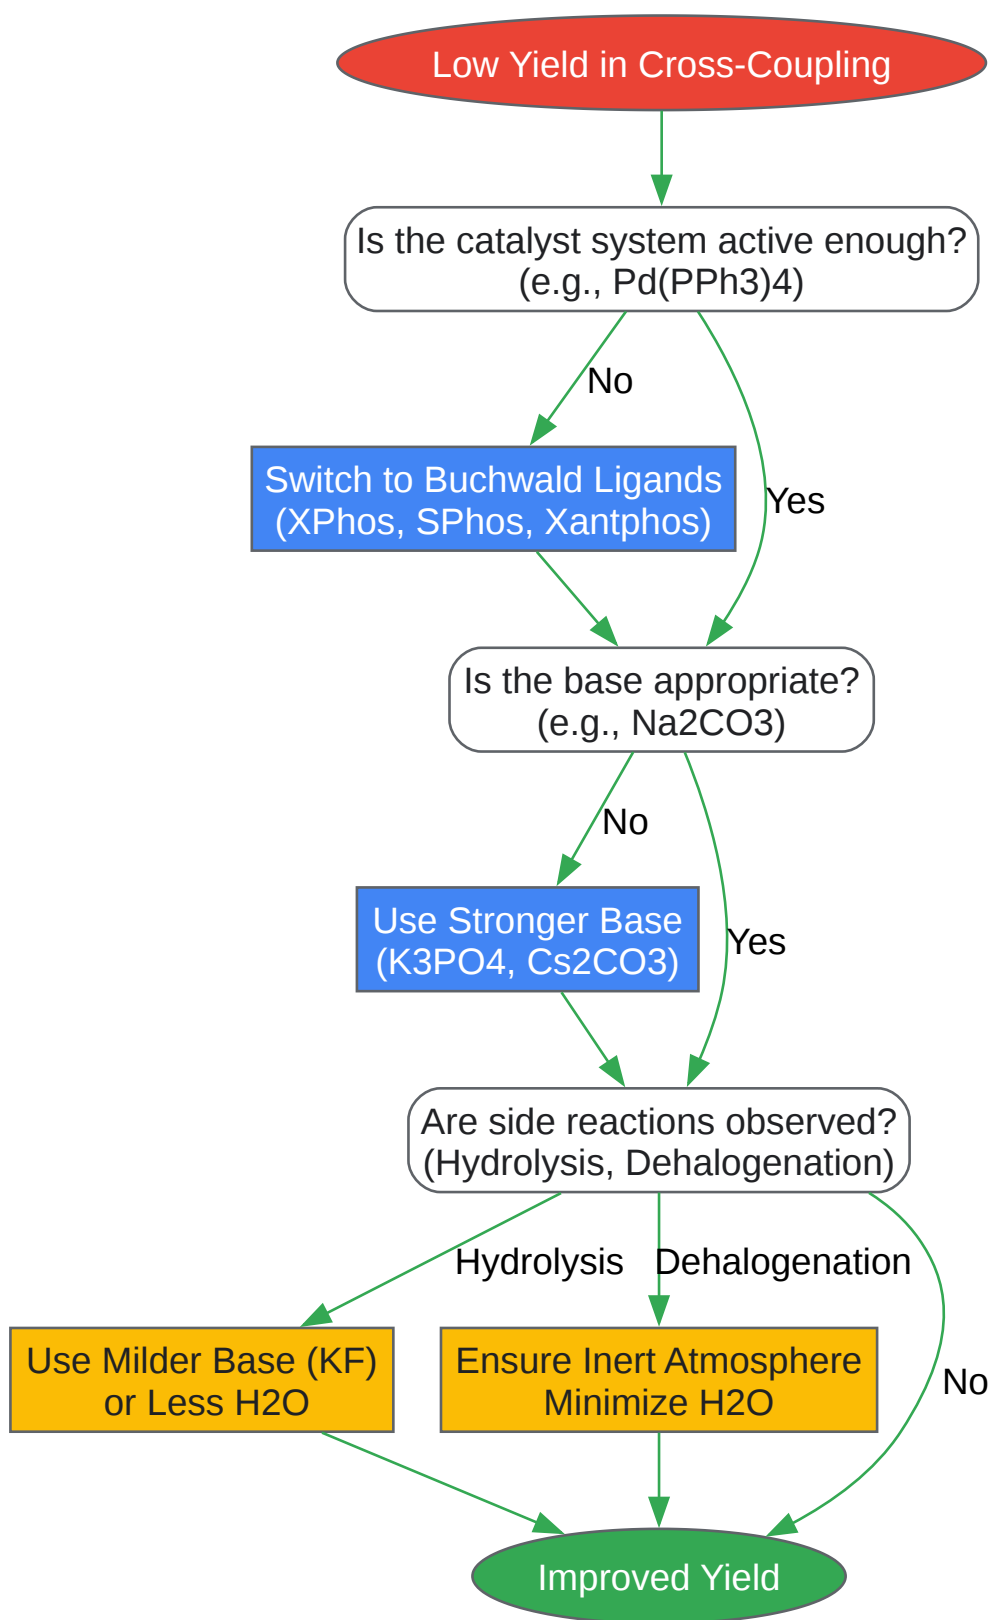 Low Yield in Cross-Coupling
Is the catalyst system active enough?
(e.g., Pd(PPh3)4)
No
Switch to Buchwald Ligands
(XPhos, SPhos, Xantphos)
Yes
Is the base appropriate?
(e.g., Na2CO3)
No
Use Stronger Base
(K3PO4, Cs2CO3)
Yes
Are side reactions observed?
(Hydrolysis, Dehalogenation)
Hydrolysis
Dehalogenation
Use Milder Base (KF)
or Less H2O
Ensure Inert Atmosphere
Minimize H2O
No
Improved Yield